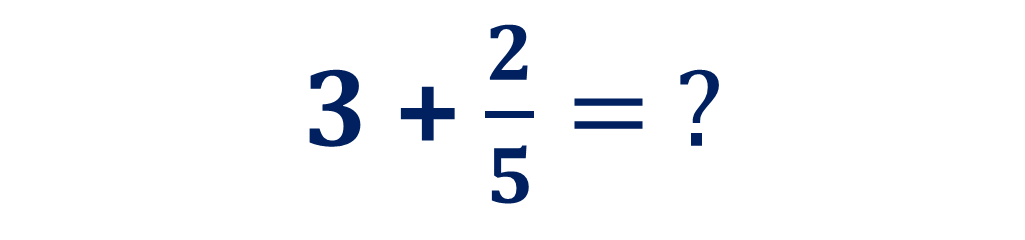 3 + 2/5 = ?